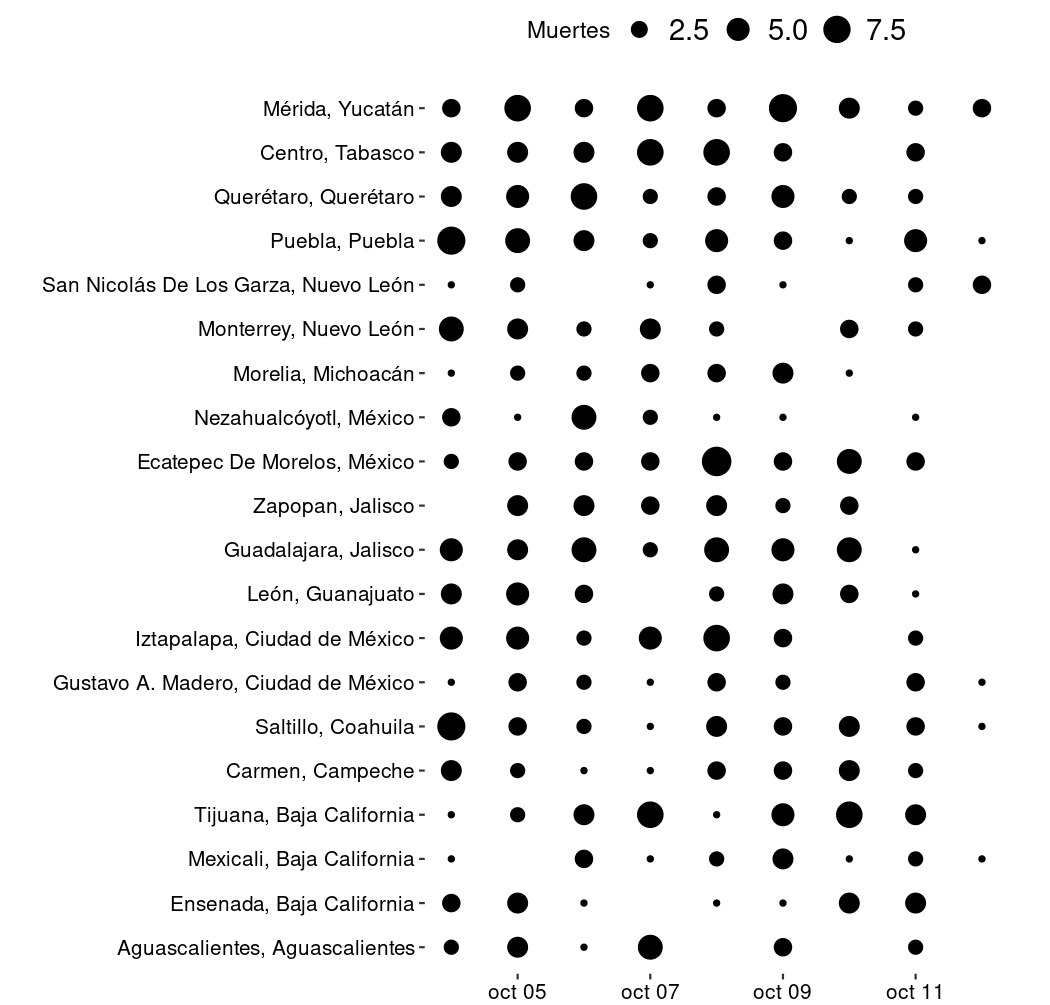 Muertes 2.5 5.0 7.5
Mérida, Yucatán
Centro, Tabasco
Querétaro, Querétaro
Puebla, Puebla
San Nicolás De Los Garza, Nuevo León
Monterrey, Nuevo León
Morelia, Michoacán
Nezahualcóyotl, México
Ecatepec De Morelos, México
Zapopan, Jalisco
Guadalajara, Jalisco
León, Guanajuato
Iztapalapa, Ciudad de México
Gustavo A. Madero, Ciudad de México
Saltillo, Coahuila
Carmen, Campeche
Tijuana, Baja California
Mexicali, Baja California
Ensenada, Baja California
Aguascalientes, Aguascalientes
oct 05 oct 07 oct 09 oct 11